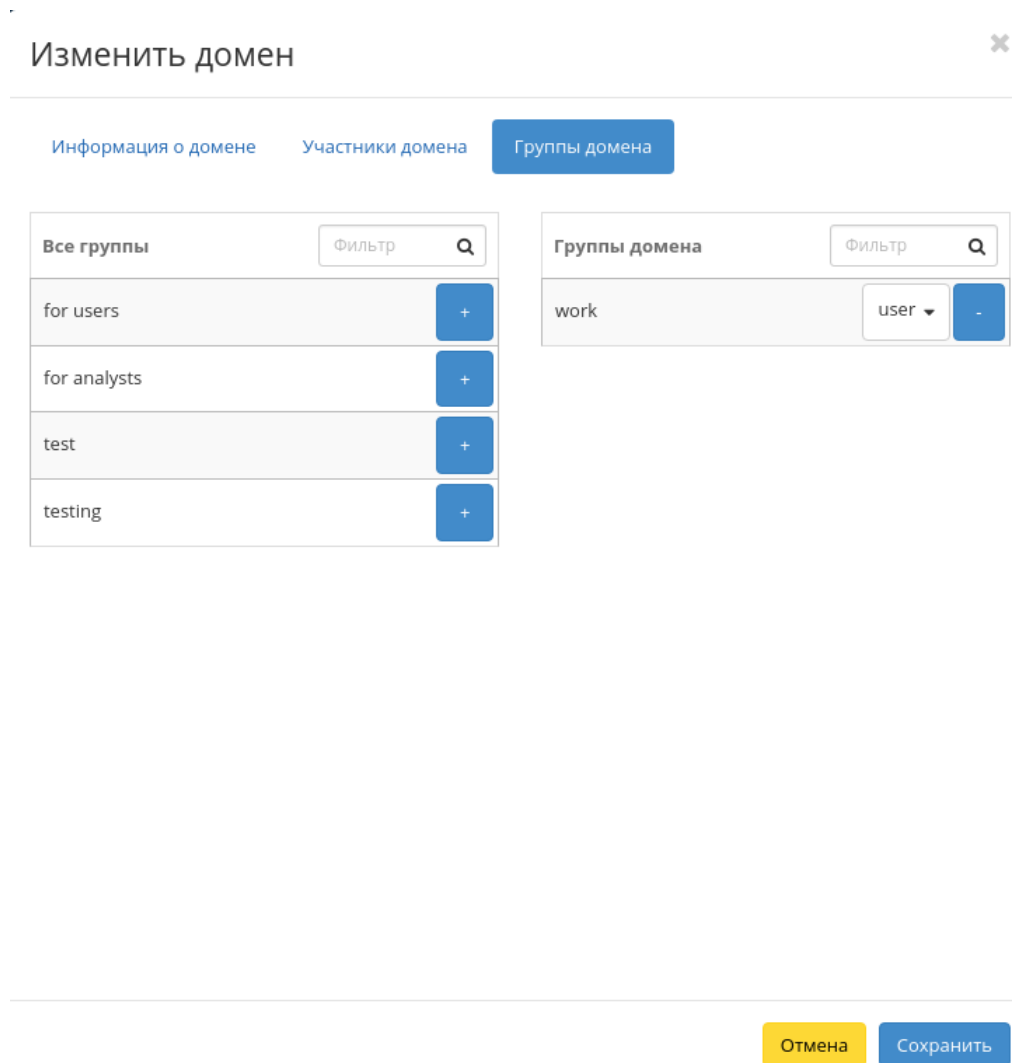 Изменить домен ✖
Информация о домене Участники домена Группы домена
Все группы Фильтр
for users +
for analysts +
test +
testing +
Группы домена Фильтр
work user -
Отмена Сохранить